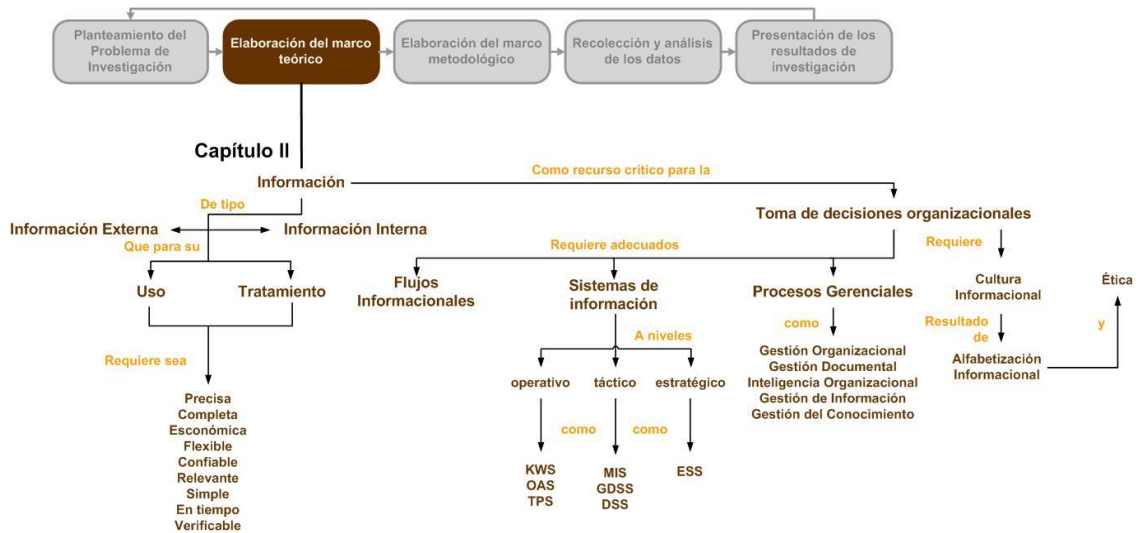 Planteamiento del
Problema de
Investigación
Elaboración del marco
teórico
Elaboración del marco
metodológico
Recolección y análisis
de los datos
Presentación de los
resultados de
investigación
Capítulo II
Información
Como recurso crítico para la
De tipo
Toma de decisiones organizacionales
Información Externa
Información Interna
Que para su
Requiere adecuados
Requiere
Uso
Tratamiento
Flujos
Informacionales
Sistemas de
información
Procesos Gerenciales
Cultura
Informacional
Ética
Requiere sea
A niveles
como
Resultado
de
y
operativo
táctico
estratégico
Gestión Organizacional
Gestión Documental
Inteligencia Organizacional
Gestión de Información
Gestión del Conocimiento
Alfabetización
Informacional
Precisa
Completa
Esconómica
Flexible
Confiable
Relevante
Simple
En tiempo
Verificable
como
como
KWS
OAS
TPS
MIS
GDSS
DSS
ESS